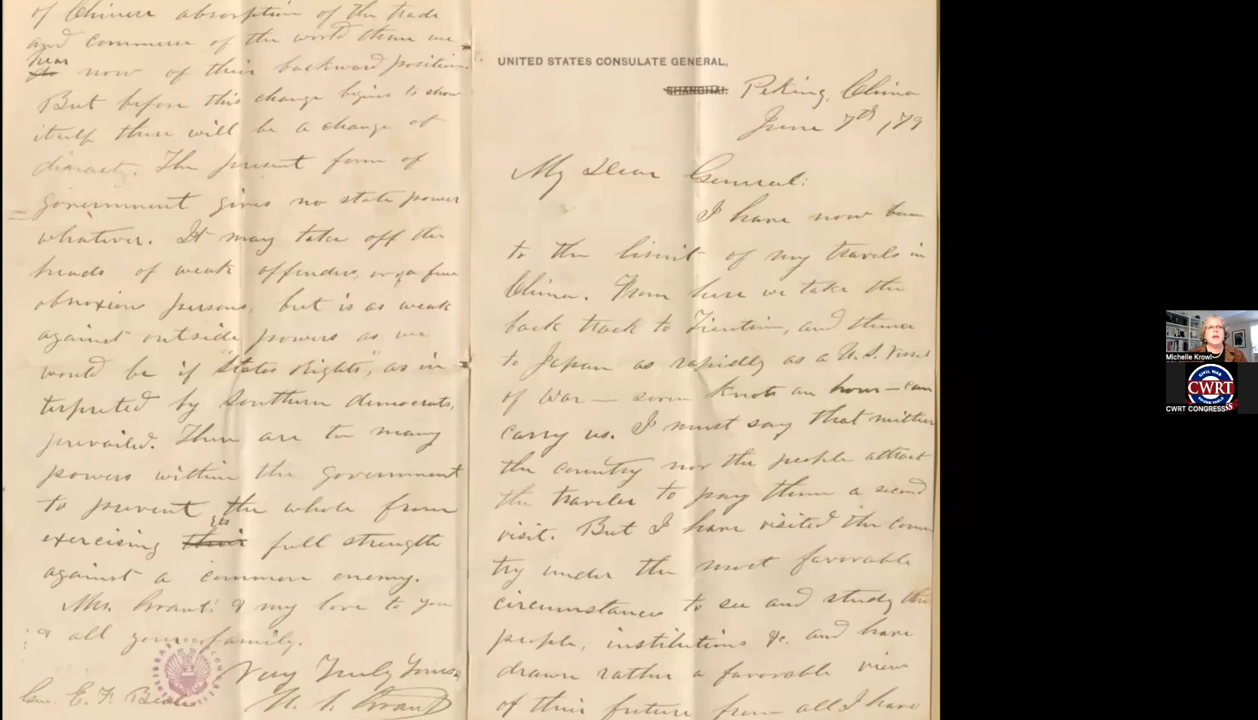 of Chinese absorption of the trade
and commerce of the world than we
hear
now of their backward position.
But before this change begins to show
itself there will be a change of
dinasty. The present form of
government gives no state power
whatever. It may take off the
heads of weak offenders, or of a few
obnoxious persons, but is as weak
against outside powers as we
would be if "States Rights", as in
terpreted by Southern democrats,
prevailed. There are too many
powers within the government
to prevent the whole from
its
exercising their full strength
against a common enemy.
Mrs. Grant's & my love to you
& all your family.
Very Truly Yours,
U. S. Grant
Gen. E. F. Beale
UNITED STATES CONSULATE GENERAL,
SHANGHAI. Peking, China
June 7th /79
My Dear General:
I have now been
to the limit of my travels in
China. From here we take the
back track to Tientsin, and thence
to Japan as rapidly as a U.S. Vessel
of War — seven knots an hour — can
carry us. I must say that neither
the country nor the people attract
the traveler to pay them a second
visit. But I have visited the coun
try under the most favorable
circumstances to see and study the
people, institutions &c. and have
drawn rather a favorable view
of their future from all I have
Michelle Krowl
CIVIL WAR
CWRT
CWRT CONGRESS